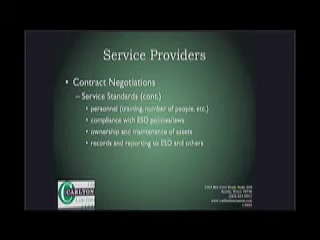 Service Providers
• Contract Negotiations
– Service Standards (cont.)
• personnel (training, number of people, etc.)
• compliance with ESD policies/laws
• ownership and maintenance of assets
• records and reporting to ESD and others
CARLTON